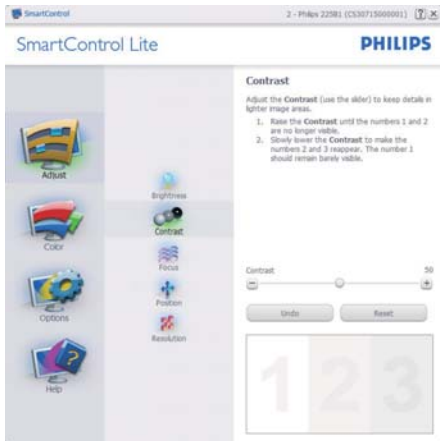 SmartControl
2 - Philips 225B1 (CS30715000001)
SmartControl Lite
PHILIPS
Adjust
Color
Options
Help
Brightness
Contrast
Focus
Position
Resolution
Contrast
Adjust the Contrast (use the slider) to keep details in
lighter image areas.
1. Raise the Contrast until the numbers 1 and 2
are no longer visible.
2. Slowly lower the Contrast to make the
numbers 2 and 3 reappear. The number 1
should remain barely visible.
Contrast 50
Undo Reset
1 2 3